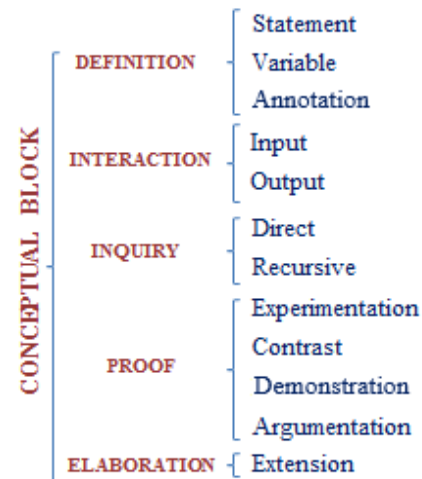 CONCEPTUAL BLOCK
DEFINITION
Statement
Variable
Annotation
INTERACTION
Input
Output
INQUIRY
Direct
Recursive
PROOF
Experimentation
Contrast
Demonstration
Argumentation
ELABORATION
Extension